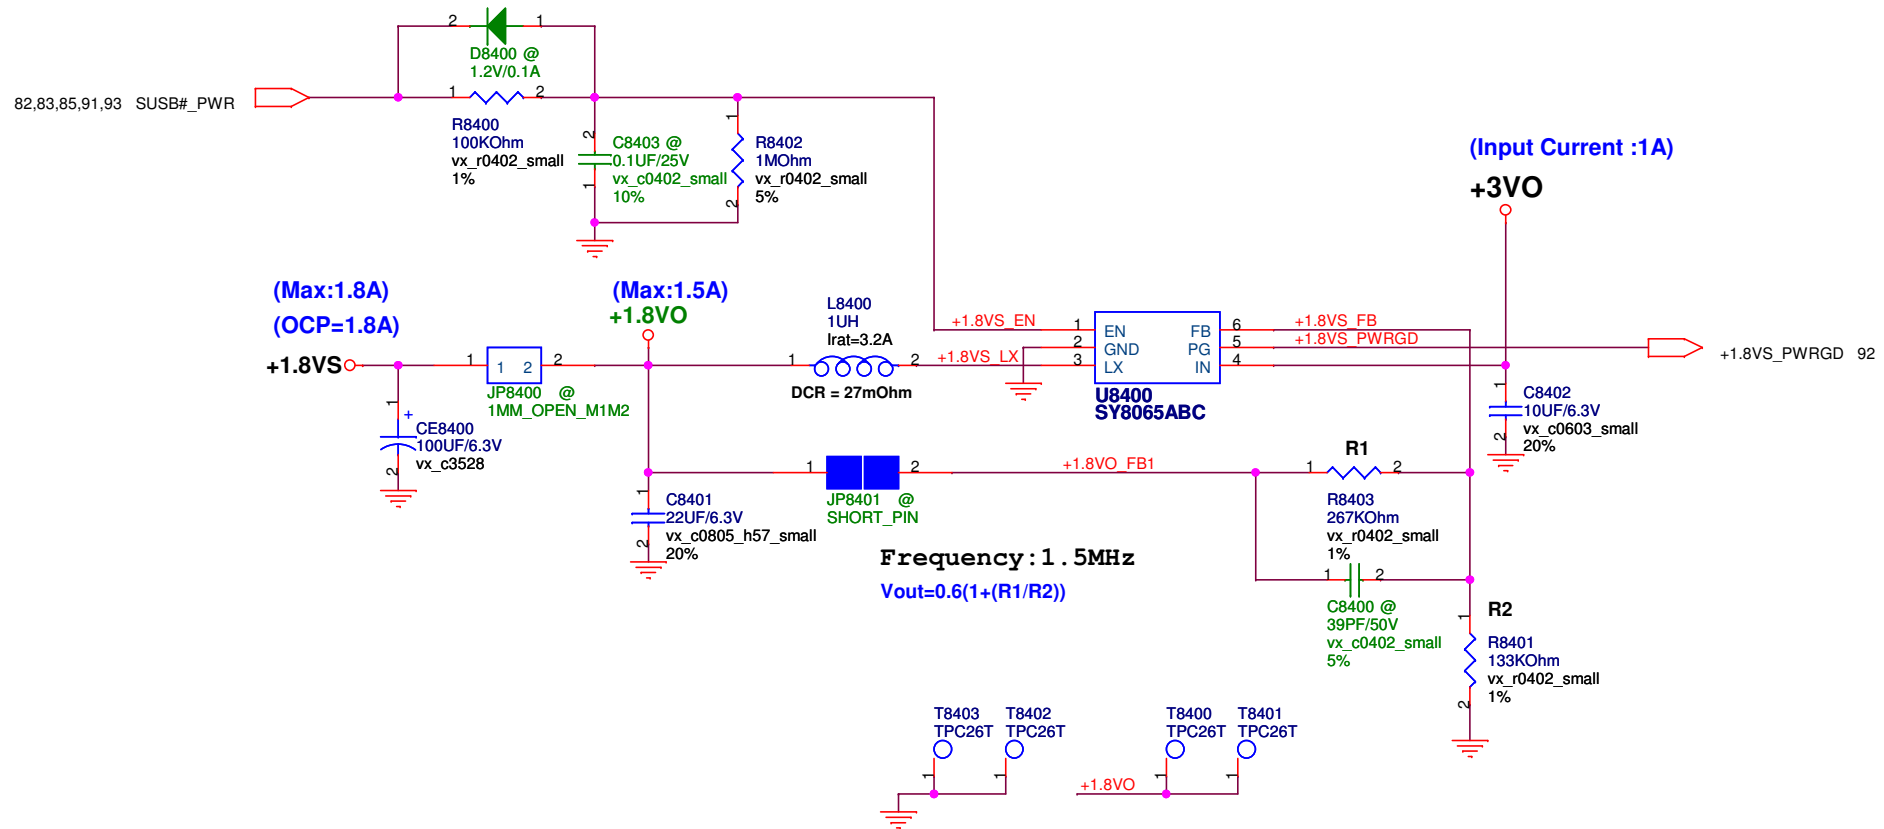 2
1
D8400 @
1.2V/0.1A
82,83,85,91,93 SUSB#_PWR
1
2
R8400
100KOhm
vx_r0402_small
1%
2
C8403 @
0.1UF/25V
vx_c0402_small
10%
1
1
R8402
1MOhm
vx_r0402_small
5%
2
(Input Current :1A)
+3VO
(Max:1.8A)
(OCP=1.8A)
+1.8VS
1
1 2
2
JP8400 @
1MM_OPEN_M1M2
1
+
CE8400
100UF/6.3V
vx_c3528
2
(Max:1.5A)
+1.8VO
L8400
1UH
Irat=3.2A
1
2
DCR = 27mOhm
+1.8VS_EN
+1.8VS_LX
1 EN FB 6
2 GND PG 5
3 LX IN 4
U8400
SY8065ABC
+1.8VS_FB
+1.8VS_PWRGD
+1.8VS_PWRGD 92
1
C8402
10UF/6.3V
vx_c0603_small
20%
2
1
C8401
22UF/6.3V
vx_c0805_h57_small
20%
2
1
2
JP8401 @
SHORT_PIN
+1.8VO_FB1
R1
1
2
R8403
267KOhm
vx_r0402_small
1%
1
2
C8400 @
39PF/50V
vx_c0402_small
5%
Frequency:1.5MHz
Vout=0.6(1+(R1/R2))
R2
1
R8401
133KOhm
vx_r0402_small
1%
2
T8403
TPC26T
1
T8402
TPC26T
1
T8400
TPC26T
1
T8401
TPC26T
1
+1.8VO